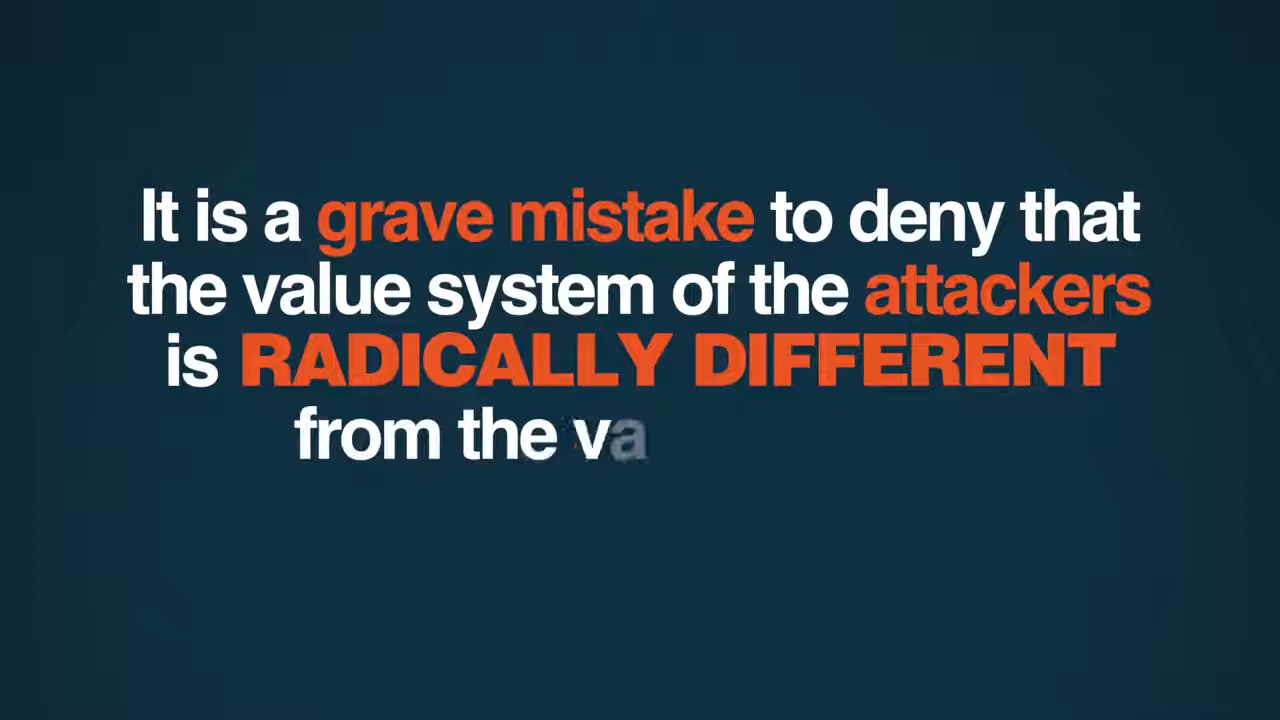 It is a grave mistake to deny that
the value system of the attackers
is RADICALLY DIFFERENT
from the va